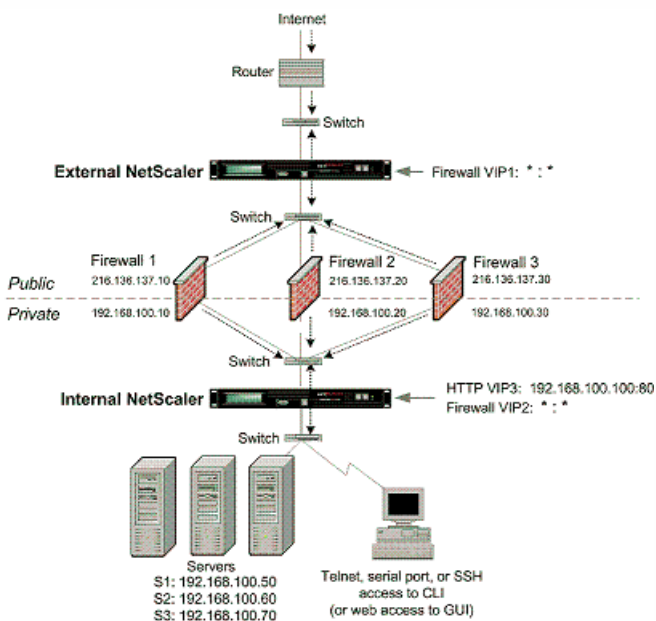 Internet
Router
Switch
External NetScaler
Firewall VIP1: * : *
Switch
Firewall 1
216.136.137.10
Firewall 2
216.136.137.20
Firewall 3
216.136.137.30
Public
Private
192.168.100.10
192.168.100.20
192.168.100.30
Switch
Internal NetScaler
HTTP VIP3: 192.168.100.100:80
Firewall VIP2: * : *
Switch
Servers
S1: 192.168.100.50
S2: 192.168.100.60
S3: 192.168.100.70
Telnet, serial port, or SSH
access to CLI
(or web access to GUI)